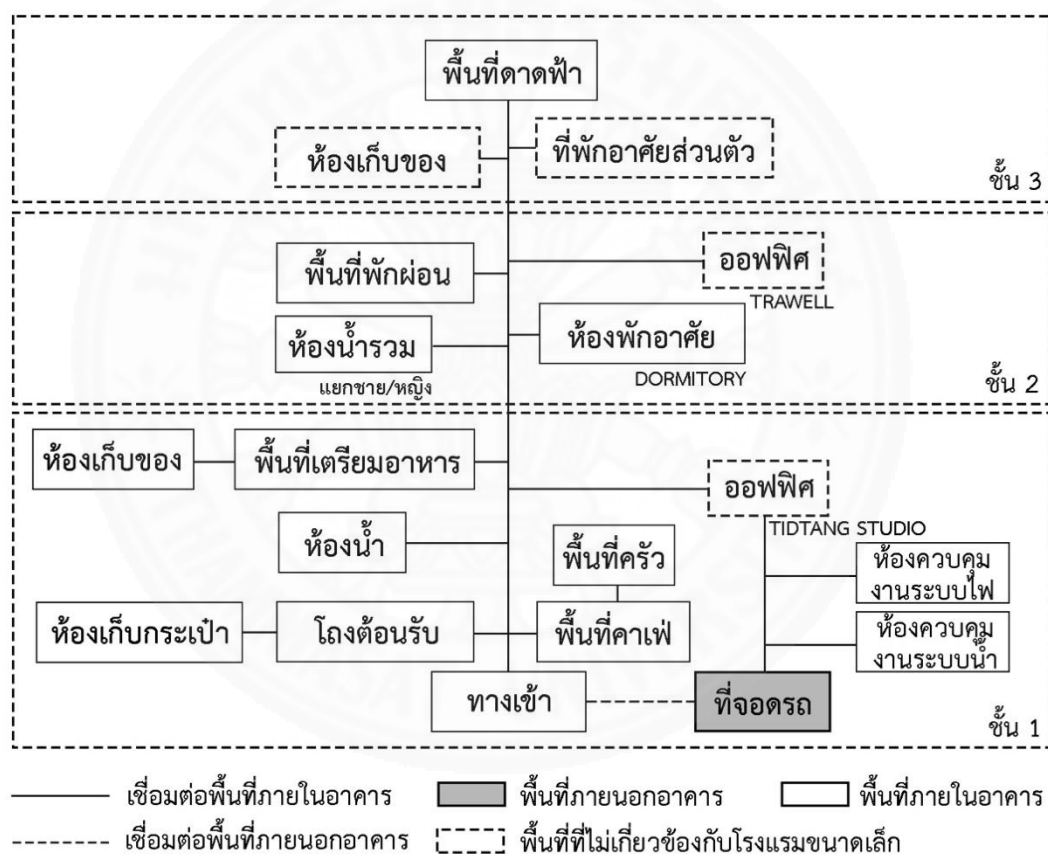 พื้นที่ดาดฟ้า
ห้องเก็บของ
ที่พักอาศัยส่วนตัว
ชั้น 3
พื้นที่พักผ่อน
ออฟฟิศ
TRAWELL
ห้องน้ำรวม
แยกชาย/หญิง
ห้องพักอาศัย
DORMITORY
ชั้น 2
ห้องเก็บของ
พื้นที่เตรียมอาหาร
ออฟฟิศ
TIDTANG STUDIO
ห้องน้ำ
พื้นที่ครัว
ห้องควบคุม
งานระบบไฟ
ห้องเก็บกระเป๋า
โถงต้อนรับ
พื้นที่คาเฟ่
ห้องควบคุม
งานระบบน้ำ
ทางเข้า
ที่จอดรถ
ชั้น 1
เชื่อมต่อพื้นที่ภายในอาคาร
พื้นที่ภายนอกอาคาร
พื้นที่ภายในอาคาร
เชื่อมต่อพื้นที่ภายนอกอาคาร
พื้นที่ที่ไม่เกี่ยวข้องกับโรงแรมขนาดเล็ก